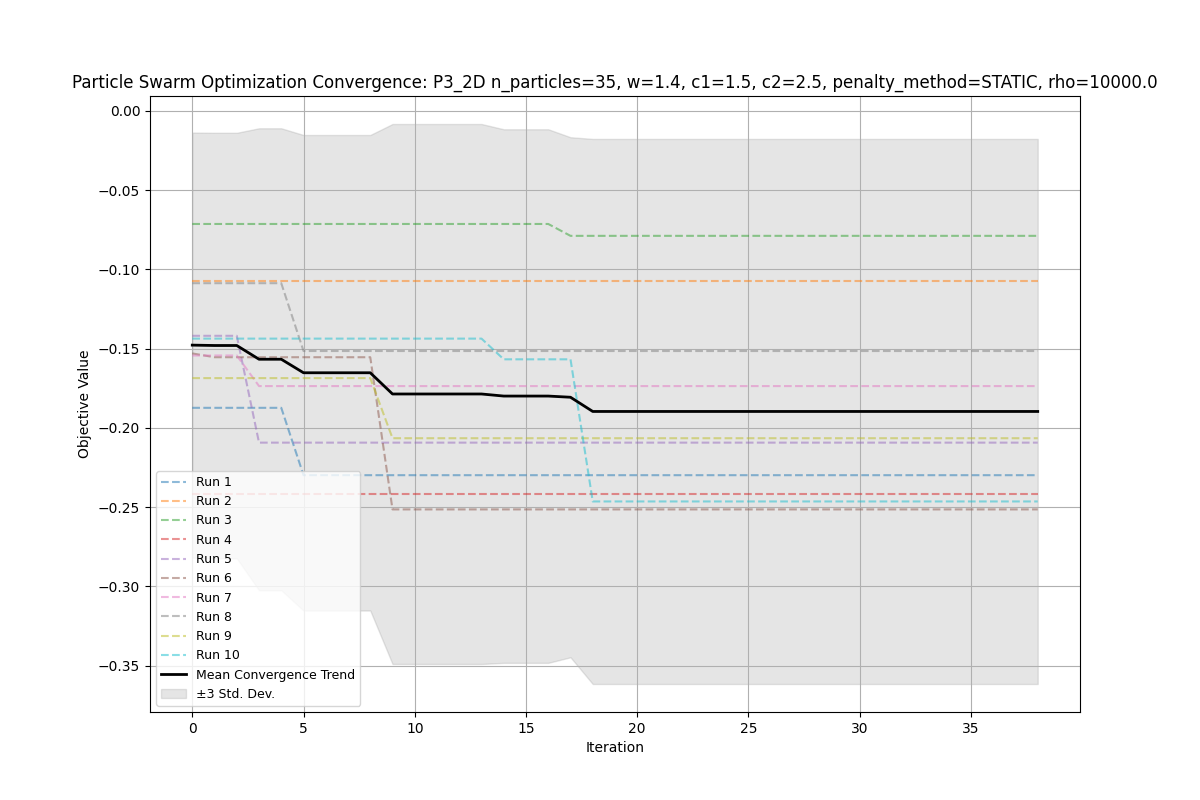 Particle Swarm Optimization Convergence: P3_2D n_particles=35, w=1.4, c1=1.5, c2=2.5, penalty_method=STATIC, rho=10000.0
0.00
−0.05
−0.10
−0.15
−0.20
−0.25
−0.30
−0.35
Objective Value
Run 1
Run 2
Run 3
Run 4
Run 5
Run 6
Run 7
Run 8
Run 9
Run 10
Mean Convergence Trend
±3 Std. Dev.
0 5 10 15 20 25 30 35
Iteration